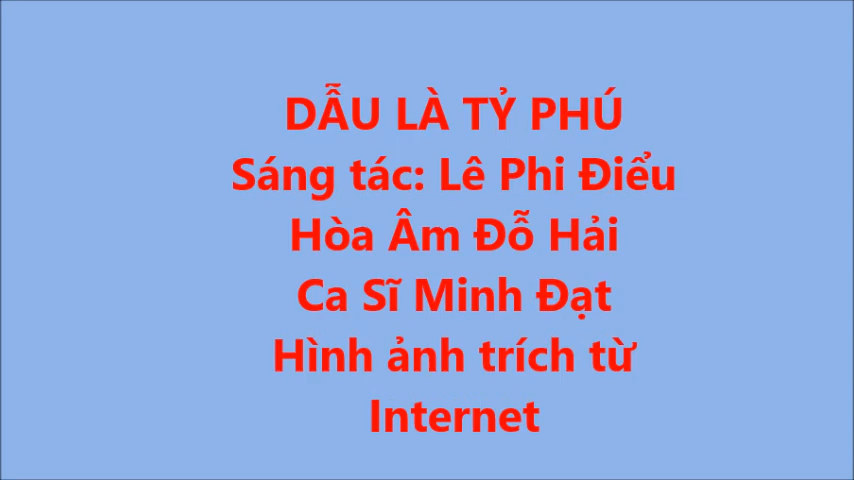 DẪU LÀ TỶ PHÚ
Sáng tác: Lê Phi Điểu
Hòa Âm Đỗ Hải
Ca Sĩ Minh Đạt
Hình ảnh trích từ
Internet